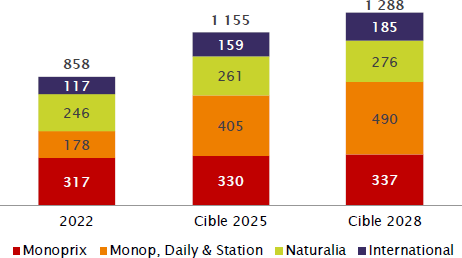 858
1 155
1 288
117
159
185
246
261
276
178
405
490
317
330
337
2022
Cible 2025
Cible 2028
Monoprix
Monop, Daily & Station
Naturalia
International